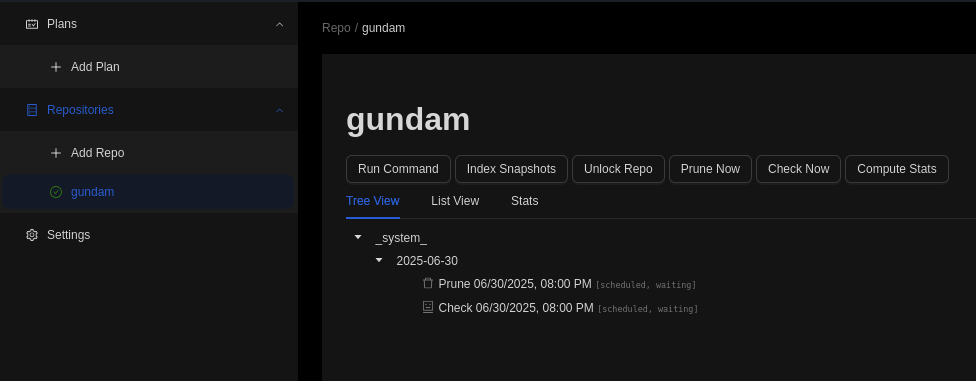 Plans
Add Plan
Repositories
Add Repo
gundam
Settings
Repo / gundam
gundam
Run Command Index Snapshots Unlock Repo Prune Now Check Now Compute Stats
Tree View List View Stats
_system_
2025-06-30
Prune 06/30/2025, 08:00 PM [scheduled, waiting]
Check 06/30/2025, 08:00 PM [scheduled, waiting]